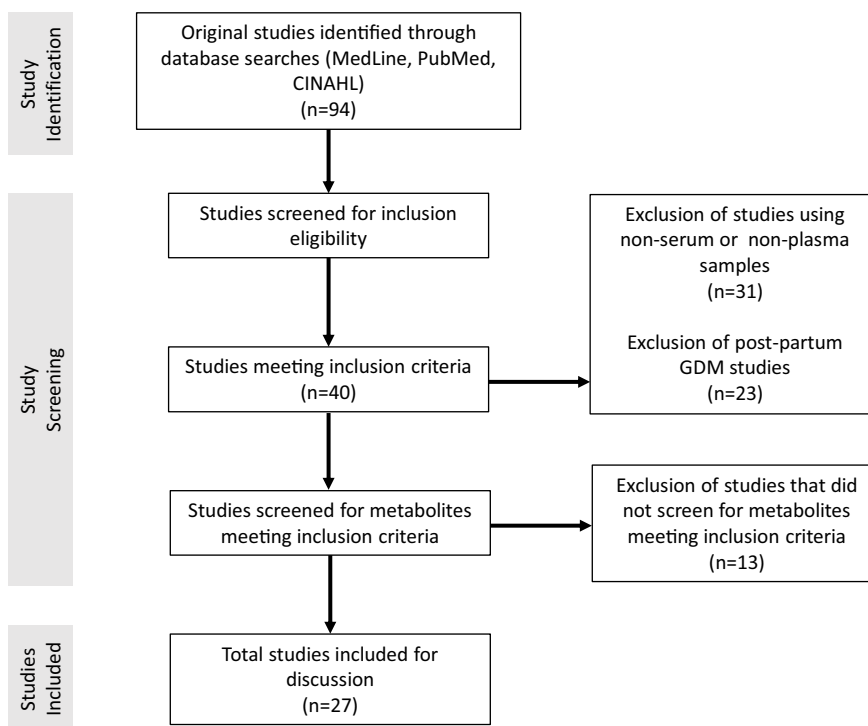 Study
Identification
Original studies identified through
database searches (MedLine, PubMed,
CINAHL)
(n=94)
Study
Screening
Studies screened for inclusion
eligibility
Studies meeting inclusion criteria
(n=40)
Exclusion of studies using
non-serum or non-plasma
samples
(n=31)
Exclusion of post-partum
GDM studies
(n=23)
Studies screened for metabolites
meeting inclusion criteria
Exclusion of studies that did
not screen for metabolites
meeting inclusion criteria
(n=13)
Studies
Included
Total studies included for
discussion
(n=27)